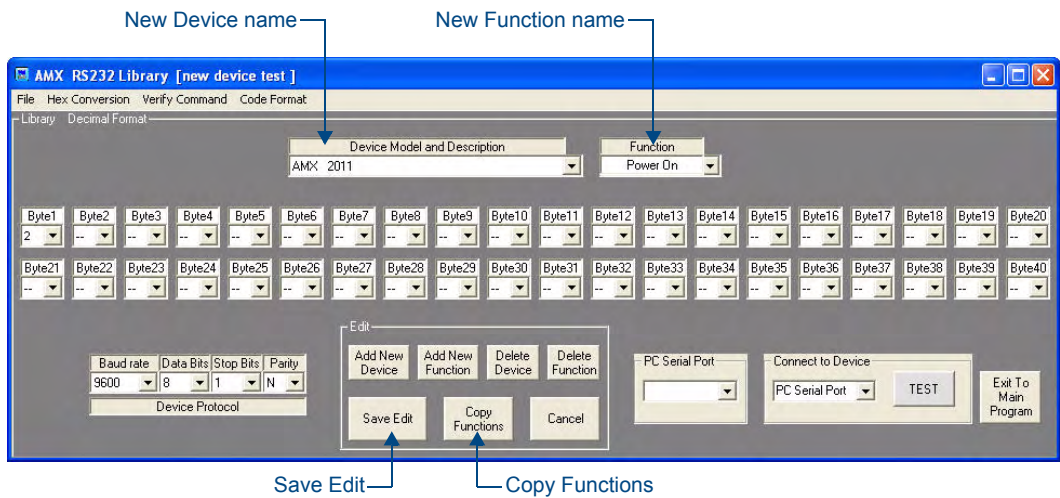 New Device name
New Function name
AMX RS232 Library [new device test ]
File Hex Conversion Verify Command Code Format
Library Decimal Format
Device Model and Description
Function
AMX 2011
Power On
Byte1 Byte2 Byte3 Byte4 Byte5 Byte6 Byte7 Byte8 Byte9 Byte10 Byte11 Byte12 Byte13 Byte14 Byte15 Byte16 Byte17 Byte18 Byte19 Byte20
2 -- -- -- -- -- -- -- -- -- -- -- -- -- -- -- -- -- -- --
Byte21 Byte22 Byte23 Byte24 Byte25 Byte26 Byte27 Byte28 Byte29 Byte30 Byte31 Byte32 Byte33 Byte34 Byte35 Byte36 Byte37 Byte38 Byte39 Byte40
-- -- -- -- -- -- -- -- -- -- -- -- -- -- -- -- -- -- -- --
Baud rate Data Bits Stop Bits Parity
9600 8 1 N
Device Protocol
Edit
Add New
Device
Add New
Function
Delete
Device
Delete
Function
Save Edit
Copy
Functions
Cancel
PC Serial Port
Connect to Device
PC Serial Port
TEST
Exit To
Main
Program
Save Edit
Copy Functions